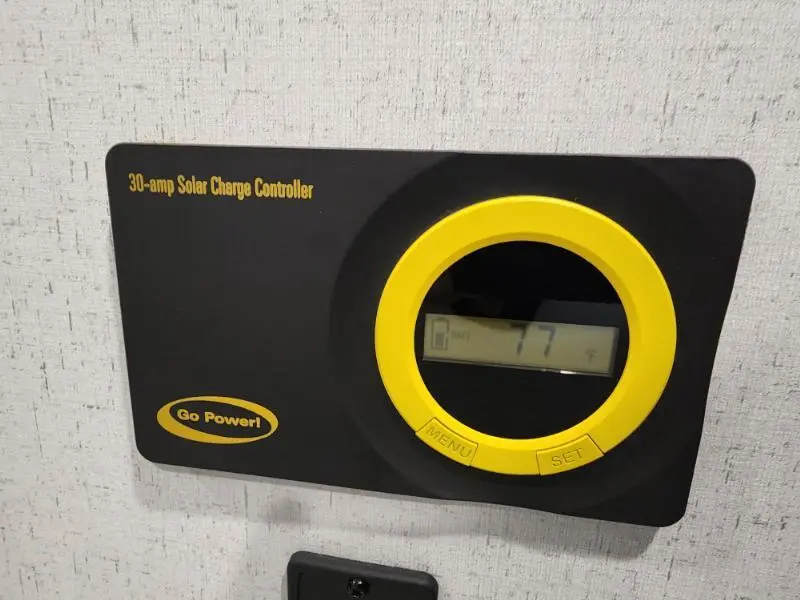 30-amp Solar Charge Controller
77
°F
Go Power!
MENU
SET